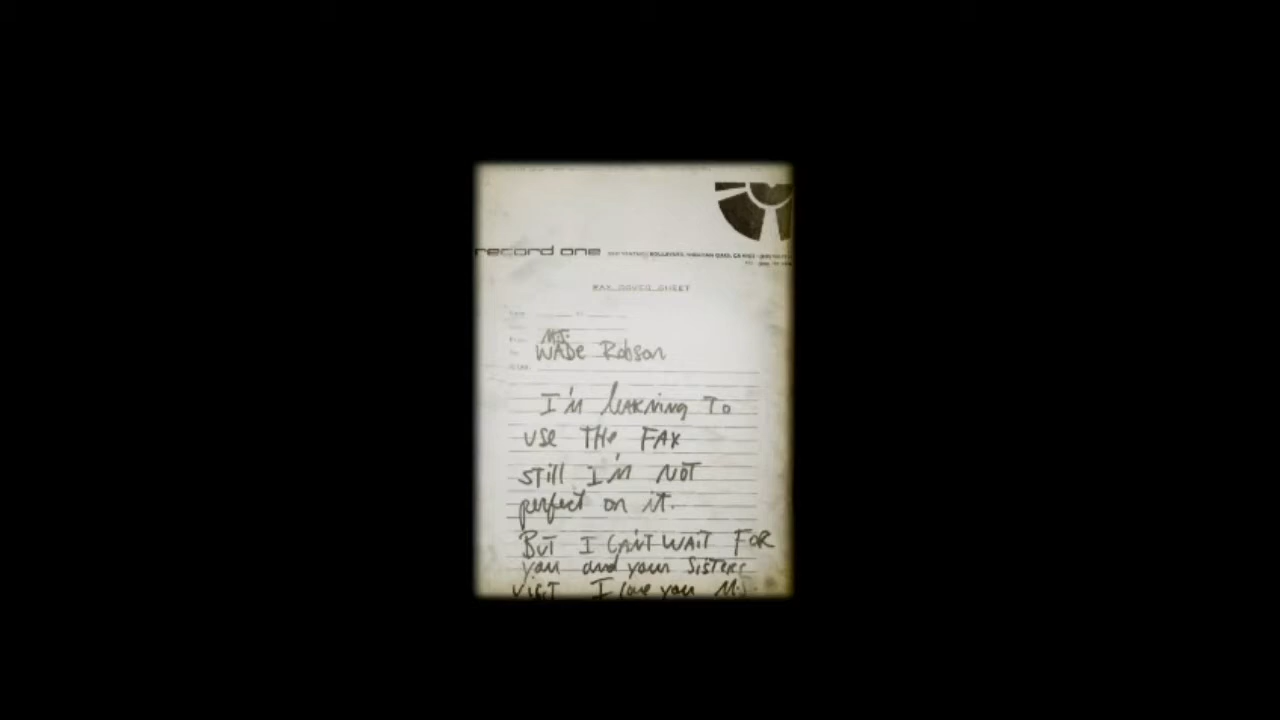 record one
FAX COVER SHEET
M.J.
WADe Robson
I'm learning To
use THe FAX
still I'm NOT
perfect on it.
BUT I CAN'T WAIT FOR
you and your SISTERS
VISIT I love you M.J.